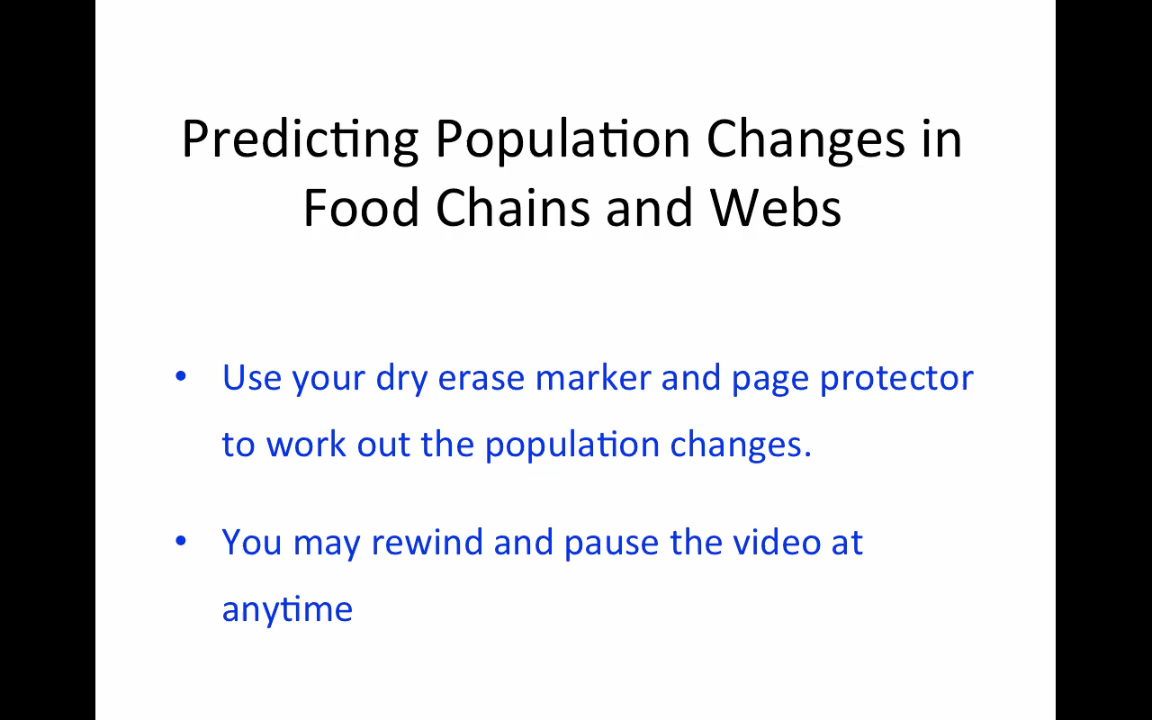 Predicting Population Changes in
Food Chains and Webs
• Use your dry erase marker and page protector
to work out the population changes.
• You may rewind and pause the video at
anytime